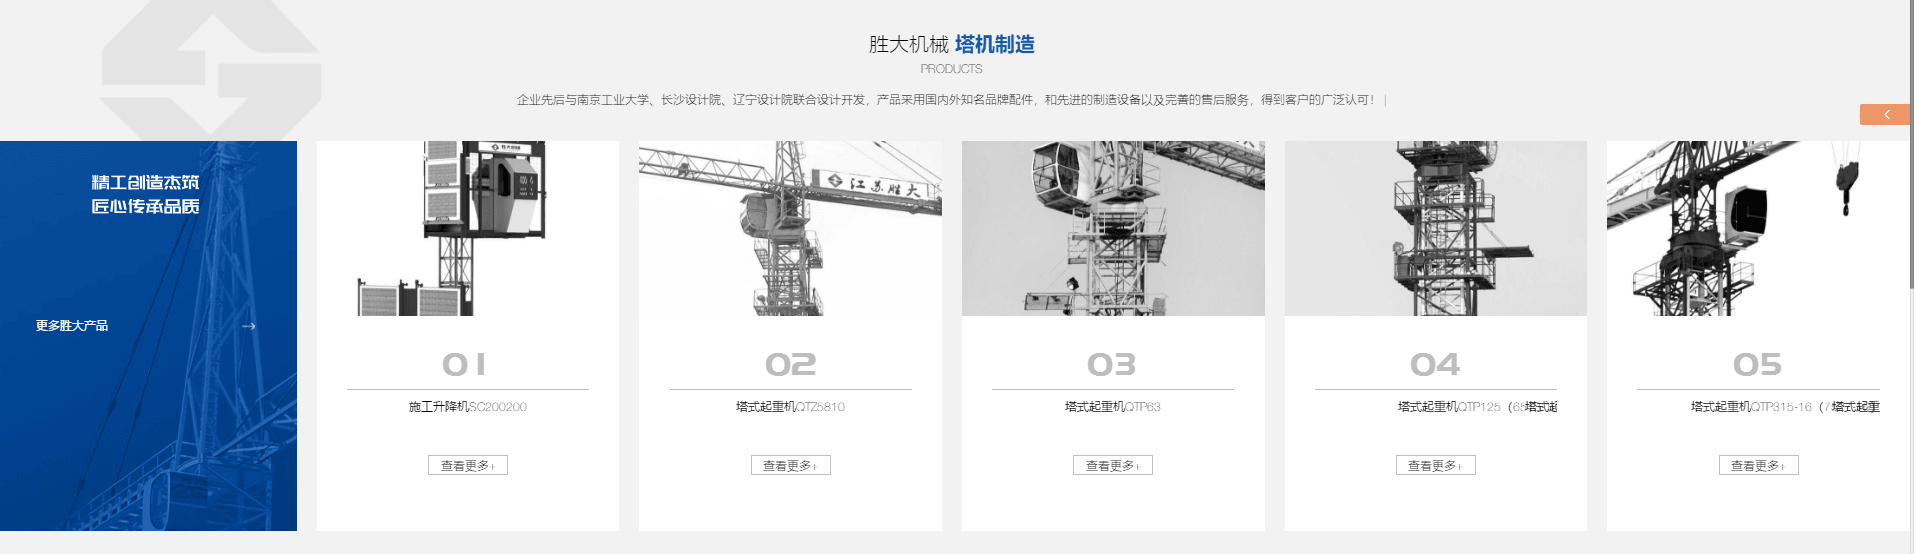 胜大机械 塔机制造
PRODUCTS
企业先后与南京工业大学、长沙设计院、辽宁设计院联合设计开发，产品采用国内外知名品牌配件，和先进的制造设备以及完善的售后服务，得到客户的广泛认可！ |
精工创造杰筑
匠心传承品质
更多胜大产品
江苏胜大
01
施工升降机SC200200
查看更多+
02
塔式起重机QTZ5810
查看更多+
03
塔式起重机QTP63
查看更多+
04
塔式起重机QTP125（65
塔式起
查看更多+
05
塔式起重机QTP315-16（7
塔式起重
查看更多+